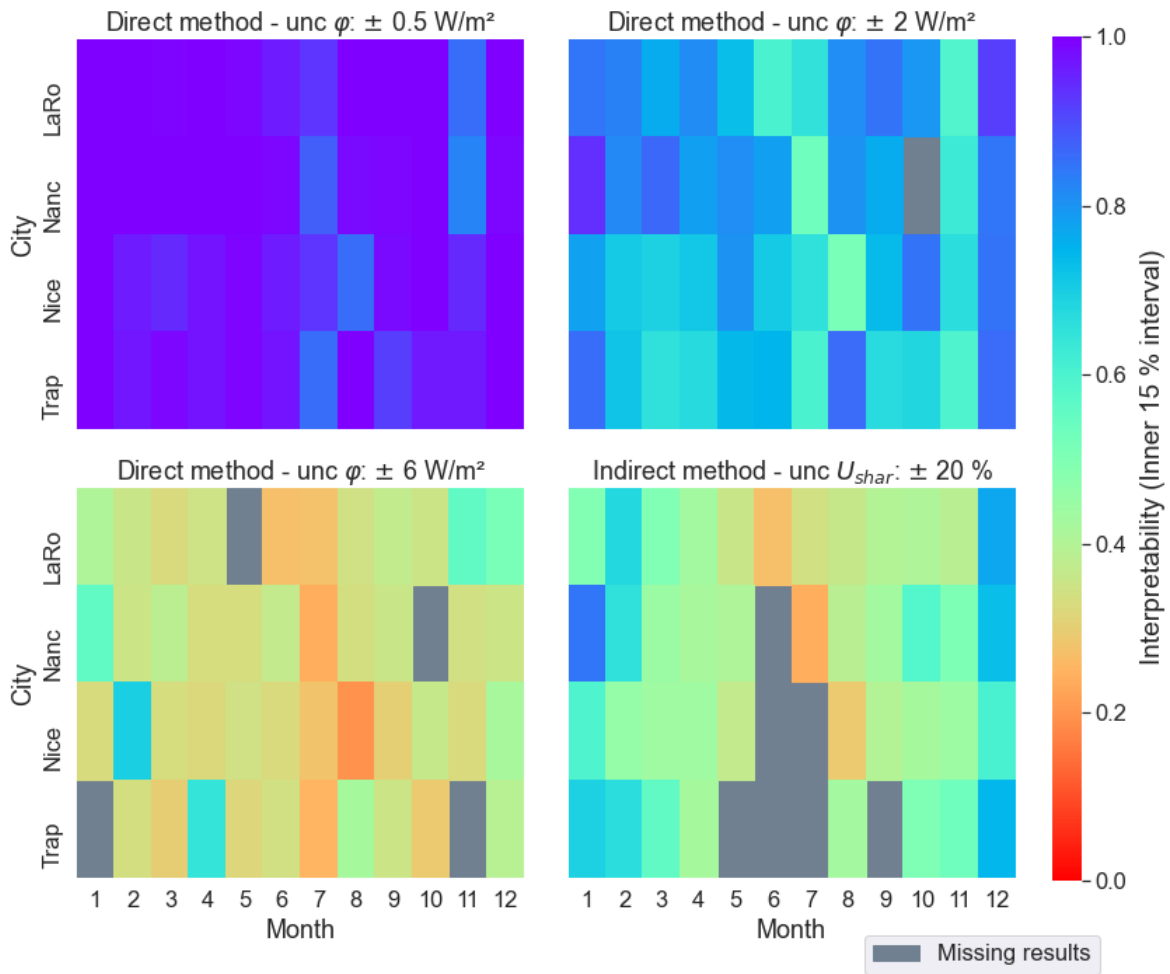 Direct method - unc φ: ± 0.5 W/m²
Direct method - unc φ: ± 2 W/m²
City
LaRo
Nanc
Nice
Trap
1.0
0.8
0.6
0.4
0.2
0.0
Interpretability (Inner 15 % interval)
Direct method - unc φ: ± 6 W/m²
Indirect method - unc U_shar: ± 20 %
City
LaRo
Nanc
Nice
Trap
1 2 3 4 5 6 7 8 9 10 11 12
1 2 3 4 5 6 7 8 9 10 11 12
Month
Month
Missing results